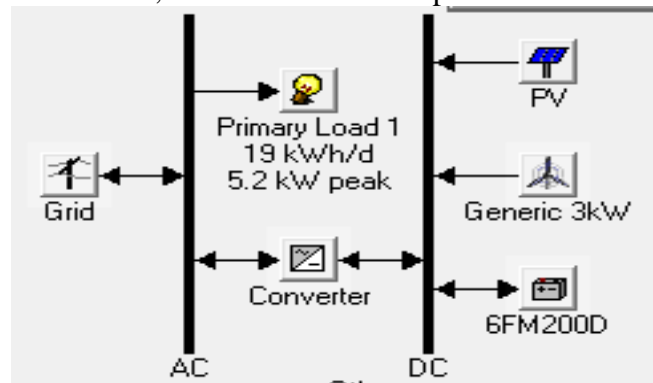 PV
Primary Load 1
19 kWh/d
5.2 kW peak
Grid
Generic 3kW
Converter
6FM200D
AC
DC